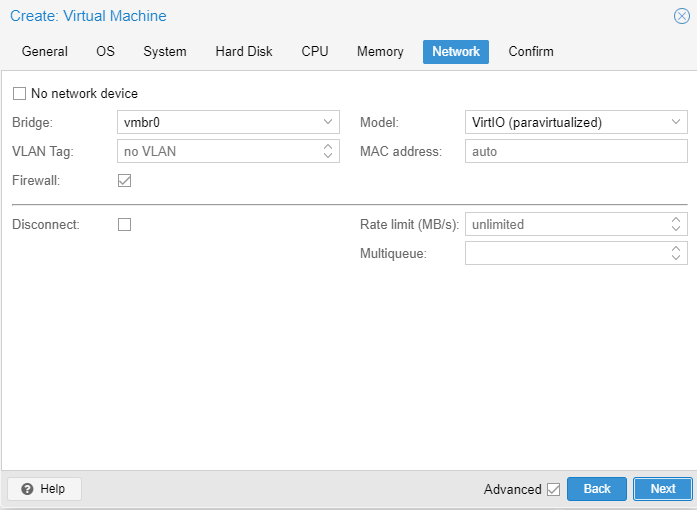 Create: Virtual Machine
General OS System Hard Disk CPU Memory Network Confirm
No network device
Bridge: vmbr0 Model: VirtIO (paravirtualized)
VLAN Tag: no VLAN MAC address: auto
Firewall:
Disconnect: Rate limit (MB/s): unlimited
Multiqueue:
Help Advanced Back Next